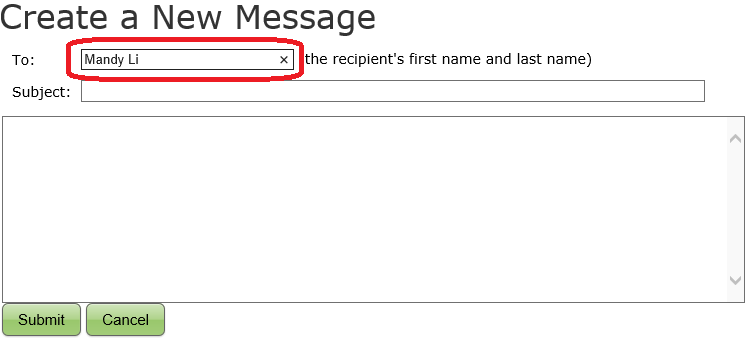 Create a New Message
To: Mandy Li × the recipient's first name and last name)
Subject:
Submit Cancel